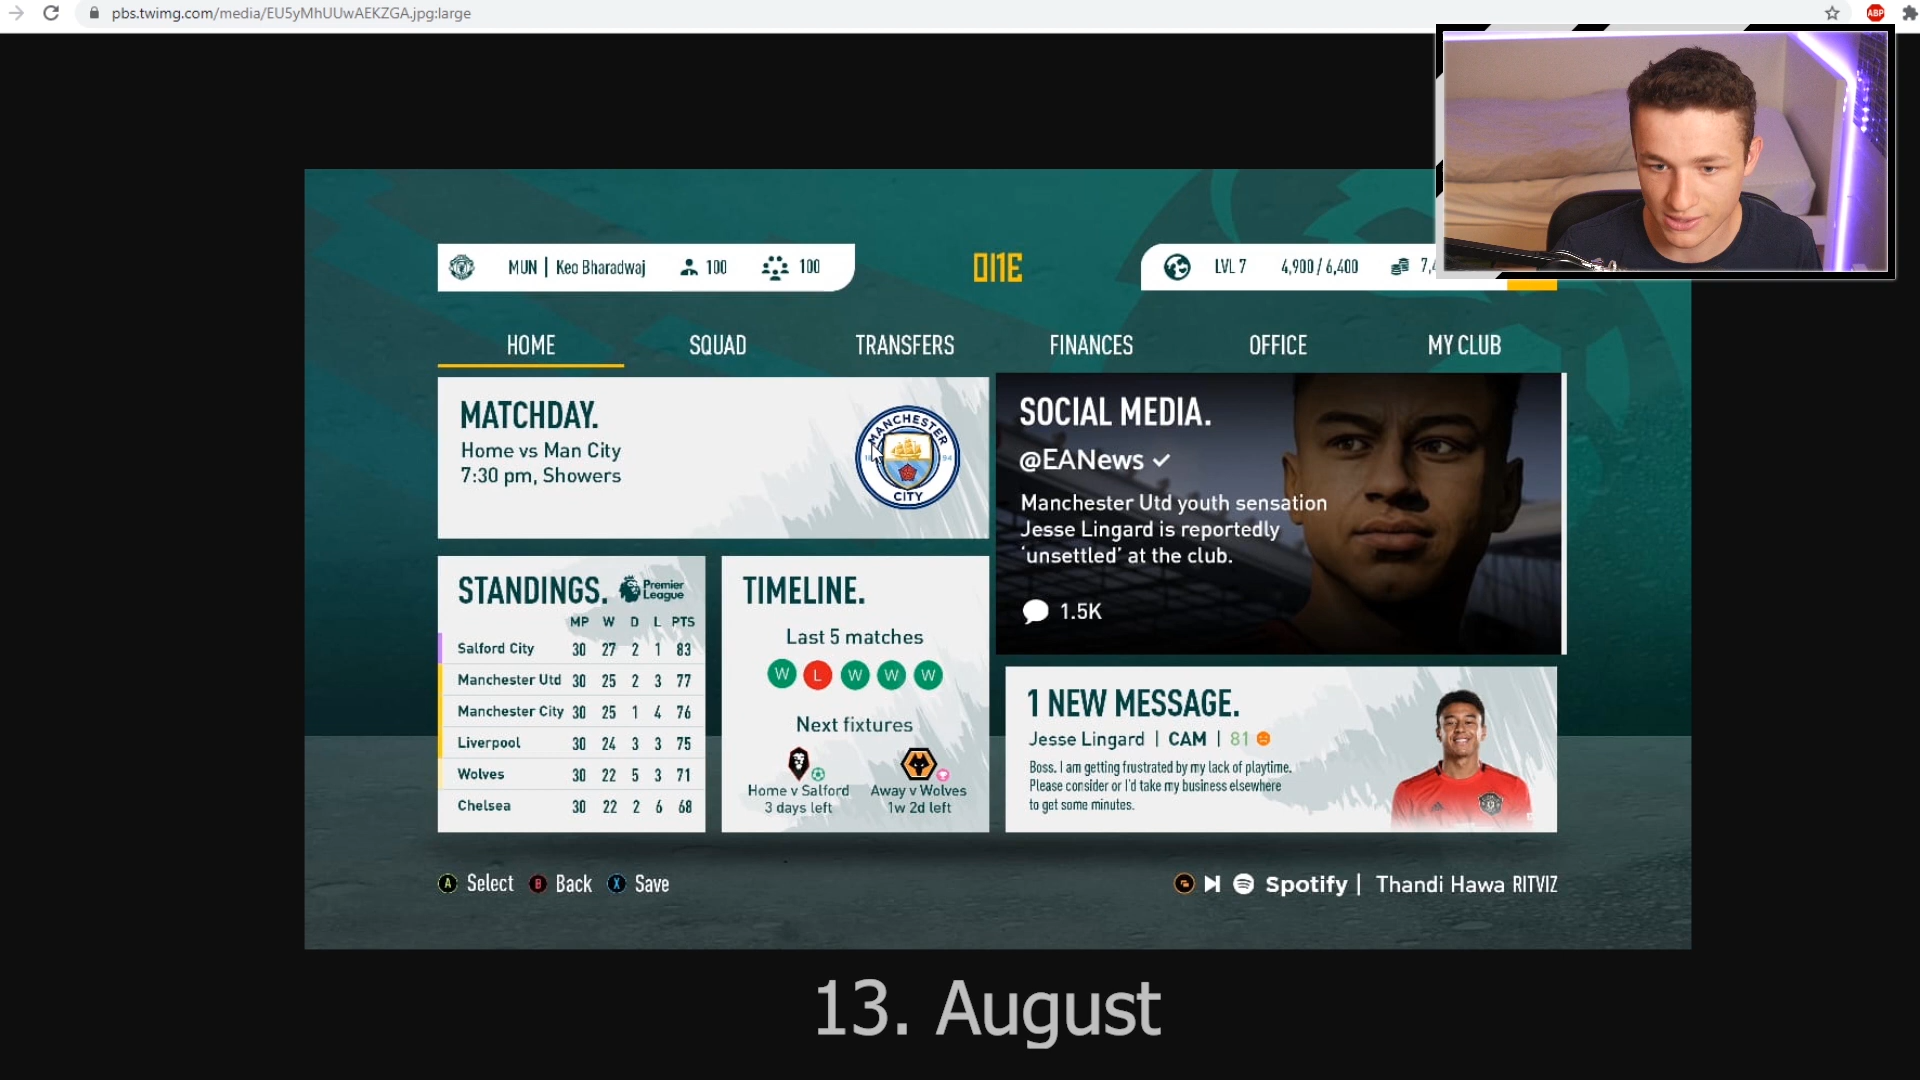 pbs.twimg.com/media/EU5yMhUUwAEKZGA.jpg:large
ABP
MUN | Keo Bharadwaj 100 100
ONE
LVL 7 4,900 / 6,400 7,4
HOME SQUAD TRANSFERS FINANCES OFFICE MY CLUB
MATCHDAY.
Home vs Man City
7:30 pm, Showers
MANCHESTER
18 94
CITY
SOCIAL MEDIA.
@EANews
Manchester Utd youth sensation
Jesse Lingard is reportedly
'unsettled' at the club.
1.5K
STANDINGS. Premier
League
MP W D L PTS
Salford City 30 27 2 1 83
Manchester Utd 30 25 2 3 77
Manchester City 30 25 1 4 76
Liverpool 30 24 3 3 75
Wolves 30 22 5 3 71
Chelsea 30 22 2 6 68
TIMELINE.
Last 5 matches
W L W W W
Next fixtures
Home v Salford Away v Wolves
3 days left 1w 2d left
1 NEW MESSAGE.
Jesse Lingard | CAM | 81
Boss. I am getting frustrated by my lack of playtime.
Please consider or I'd take my business elsewhere
to get some minutes.
A Select B Back X Save
Spotify | Thandi Hawa RITVIZ
13. August